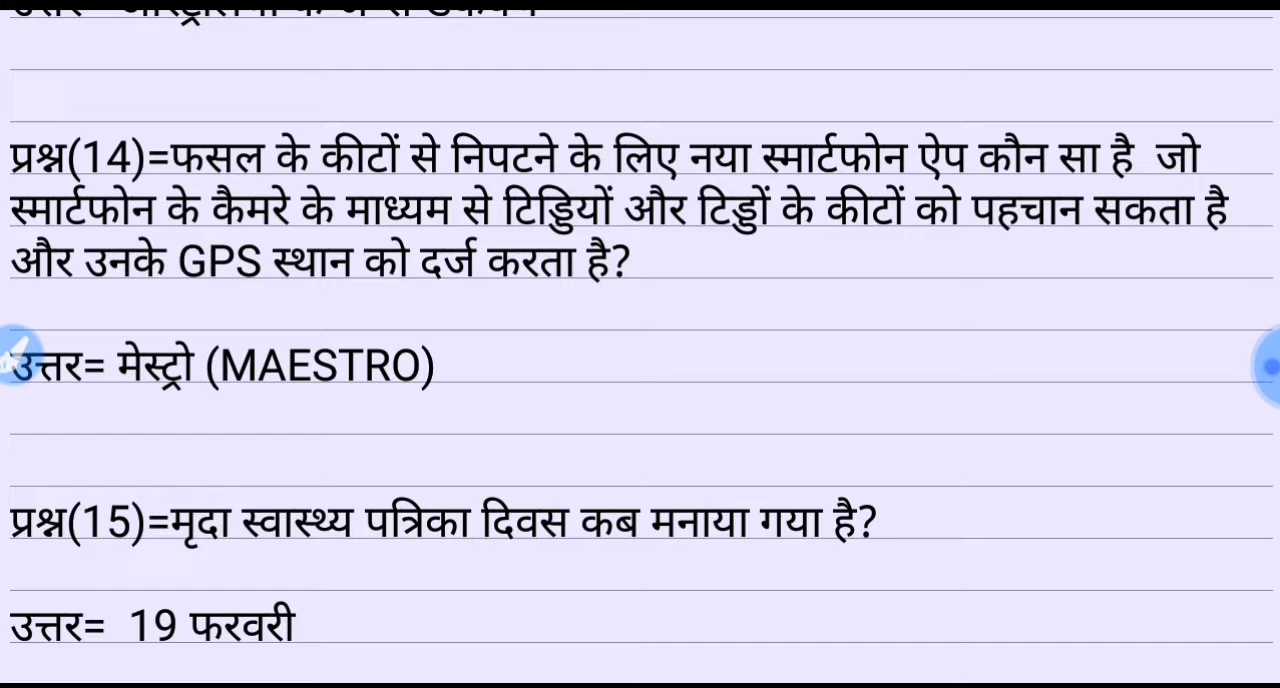 प्रश्न(14)=फसल के कीटों से निपटने के लिए नया स्मार्टफोन ऐप कौन सा है जो
स्मार्टफोन के कैमरे के माध्यम से टिड्डियों और टिड्डों के कीटों को पहचान सकता है
और उनके GPS स्थान को दर्ज करता है?
उत्तर= मेस्ट्रो (MAESTRO)
प्रश्न(15)=मृदा स्वास्थ्य पत्रिका दिवस कब मनाया गया है?
उत्तर= 19 फरवरी